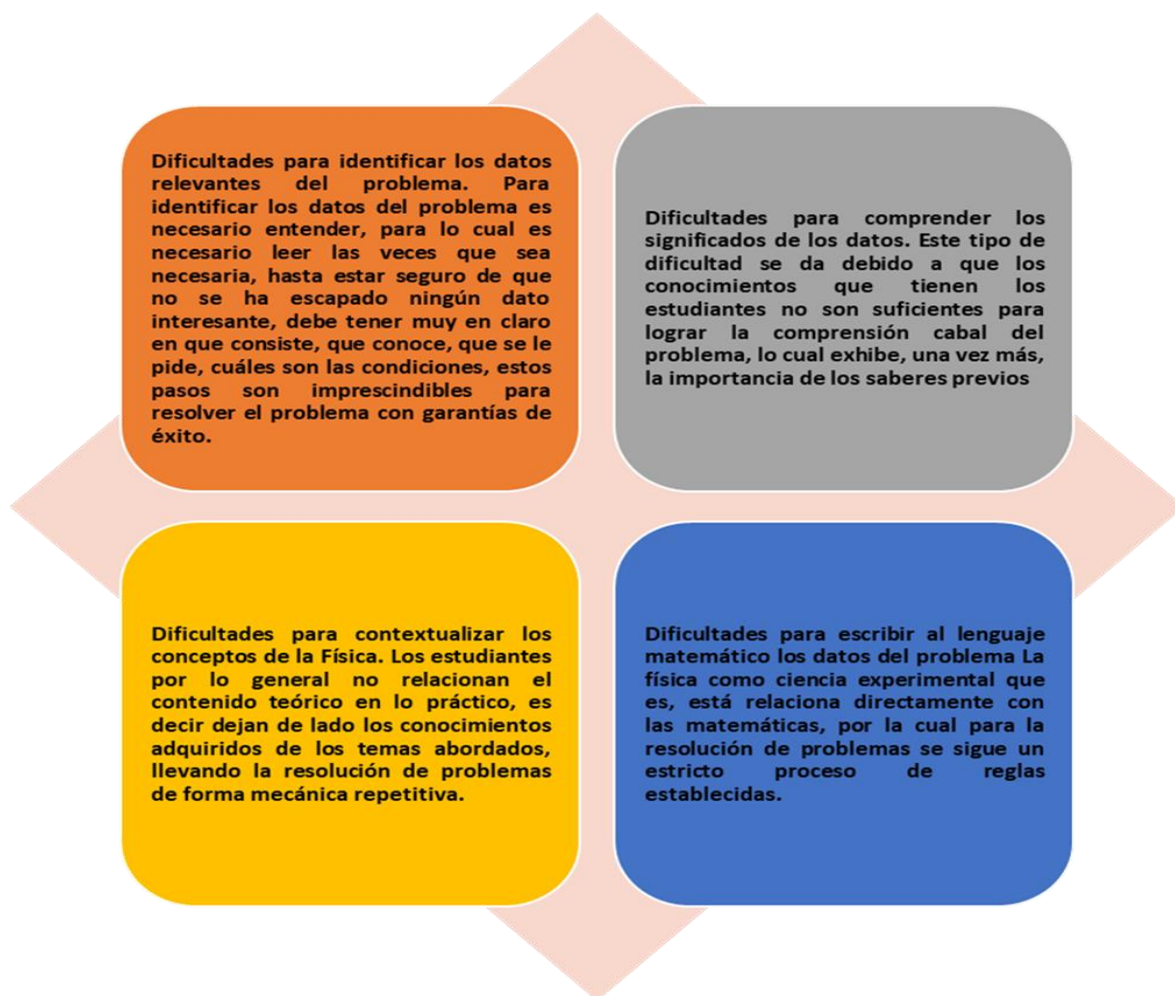 Dificultades para identificar los datos
relevantes del problema. Para
identificar los datos del problema es
necesario entender, para lo cual es
necesario leer las veces que sea
necesaria, hasta estar seguro de que
no se ha escapado ningún dato
interesante, debe tener muy en claro
en que consiste, que conoce, que se le
pide, cuáles son las condiciones, estos
pasos son imprescindibles para
resolver el problema con garantías de
éxito.
Dificultades para comprender los
significados de los datos. Este tipo de
dificultad se da debido a que los
conocimientos que tienen los
estudiantes no son suficientes para
lograr la comprensión cabal del
problema, lo cual exhibe, una vez más,
la importancia de los saberes previos
Dificultades para contextualizar los
conceptos de la Física. Los estudiantes
por lo general no relacionan el
contenido teórico en lo práctico, es
decir dejan de lado los conocimientos
adquiridos de los temas abordados,
llevando la resolución de problemas
de forma mecánica repetitiva.
Dificultades para escribir al lenguaje
matemático los datos del problema La
física como ciencia experimental que
es, está relaciona directamente con
las matemáticas, por la cual para la
resolución de problemas se sigue un
estricto proceso de reglas
establecidas.